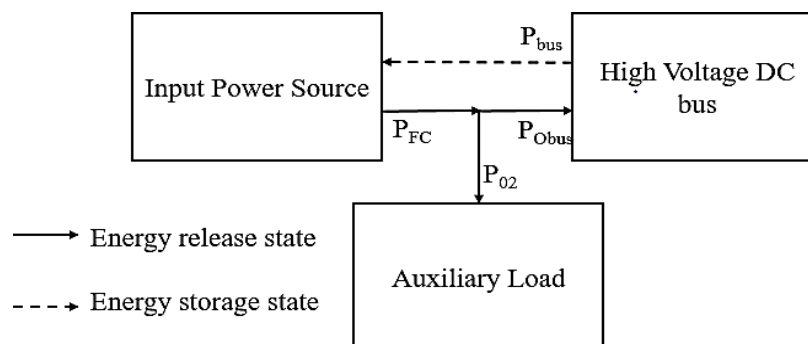 P_bus
Input Power Source
High Voltage DC
bus
P_FC
P_Obus
P_02
Energy release state
Auxiliary Load
Energy storage state